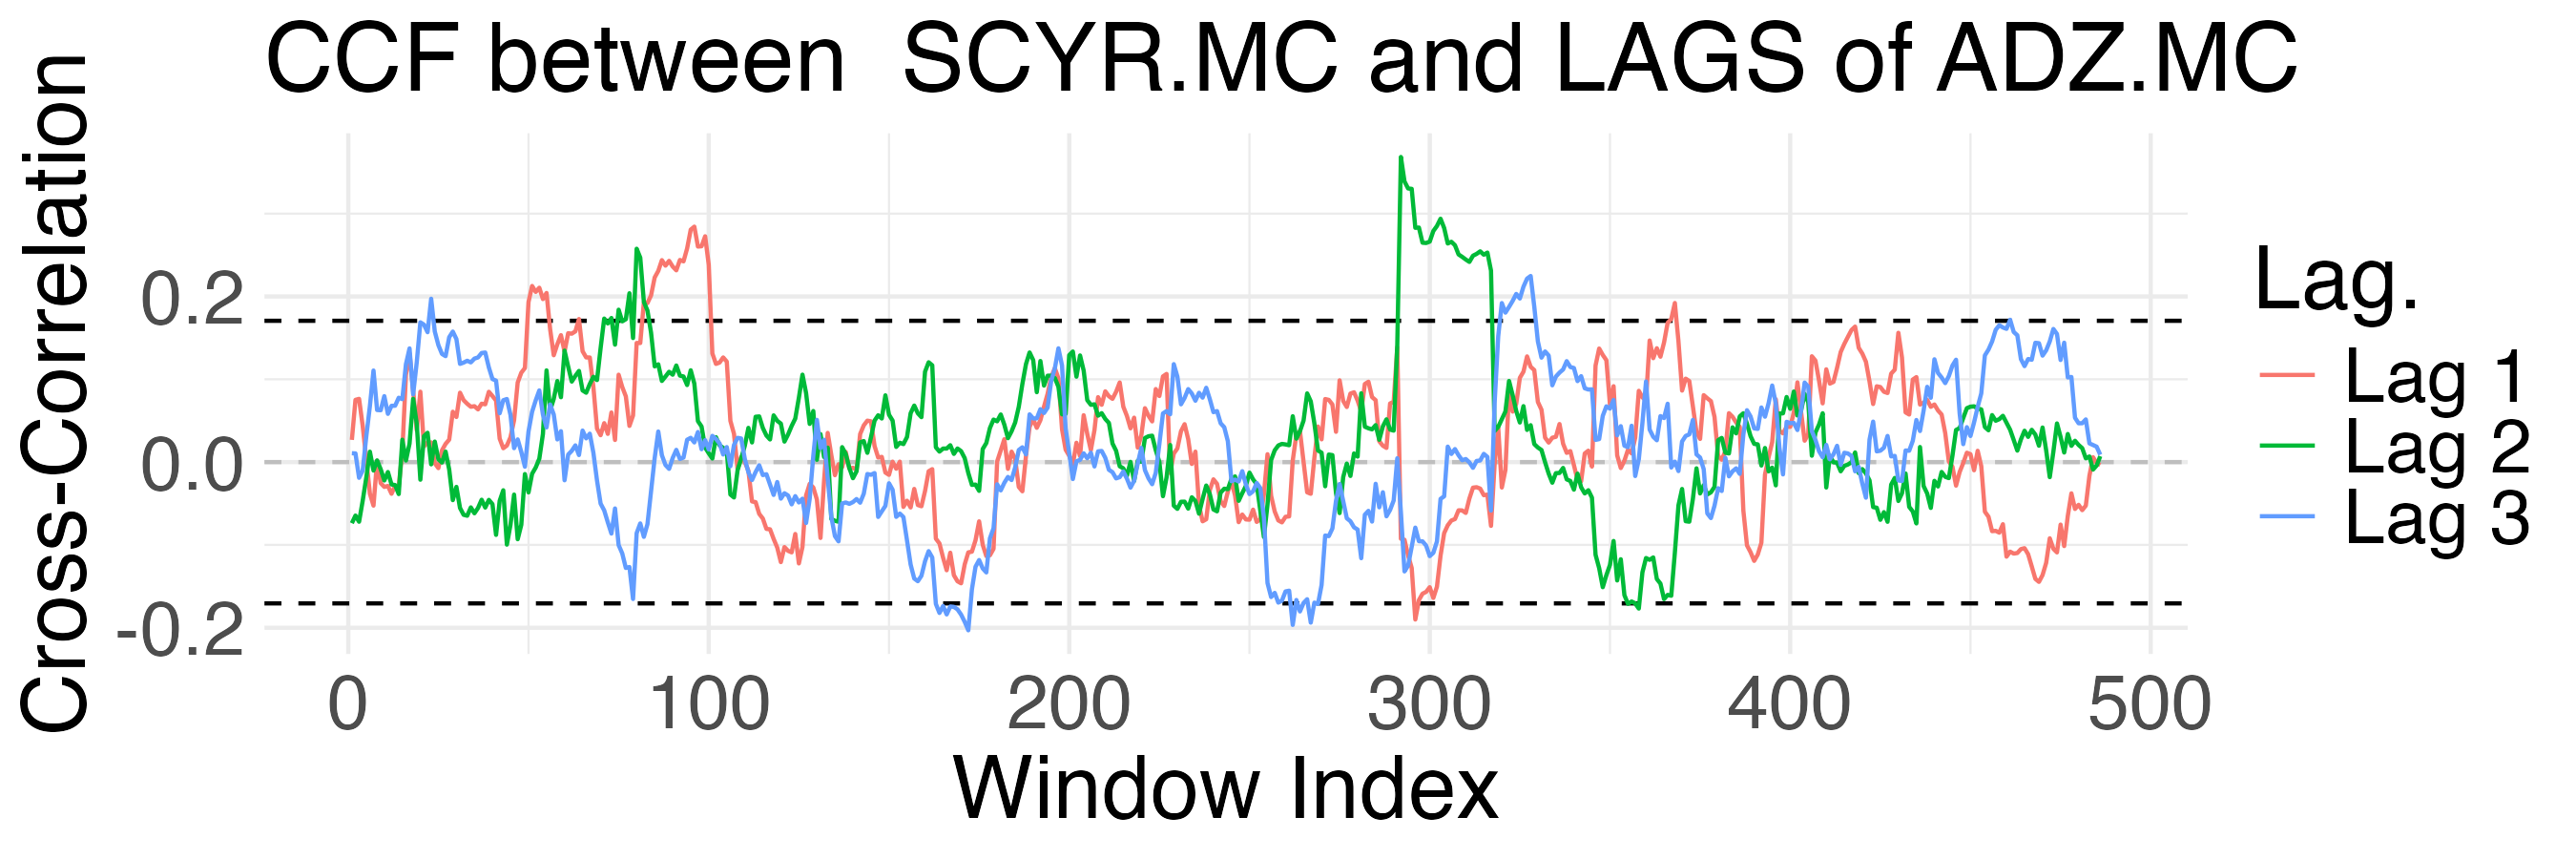 CCF between  SCYR.MC and LAGS of ADZ.MC
Cross-Correlation
0.2
0.0
-0.2
0 100 200 300 400 500
Window Index
Lag.
Lag 1
Lag 2
Lag 3